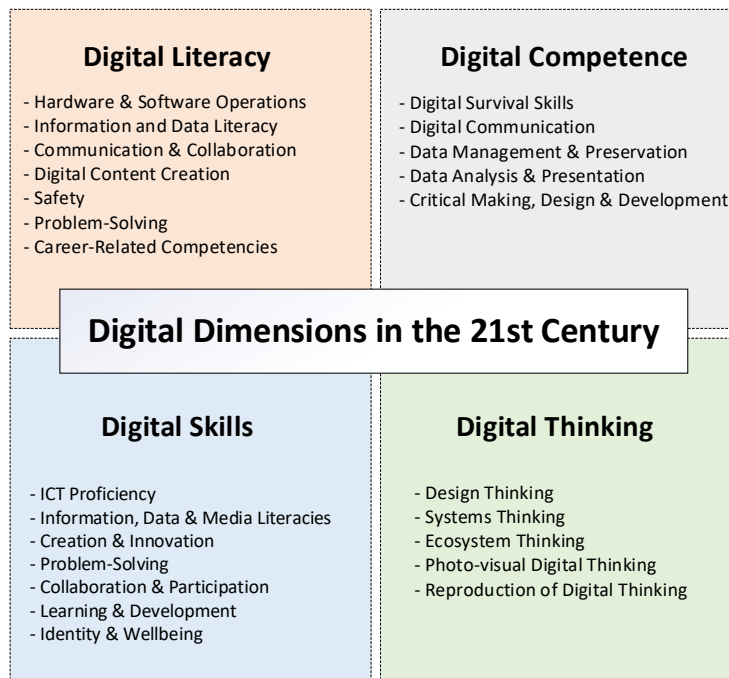 Digital Literacy
- Hardware & Software Operations
- Information and Data Literacy
- Communication & Collaboration
- Digital Content Creation
- Safety
- Problem-Solving
- Career-Related Competencies
Digital Competence
- Digital Survival Skills
- Digital Communication
- Data Management & Preservation
- Data Analysis & Presentation
- Critical Making, Design & Development
Digital Dimensions in the 21st Century
Digital Skills
- ICT Proficiency
- Information, Data & Media Literacies
- Creation & Innovation
- Problem-Solving
- Collaboration & Participation
- Learning & Development
- Identity & Wellbeing
Digital Thinking
- Design Thinking
- Systems Thinking
- Ecosystem Thinking
- Photo-visual Digital Thinking
- Reproduction of Digital Thinking